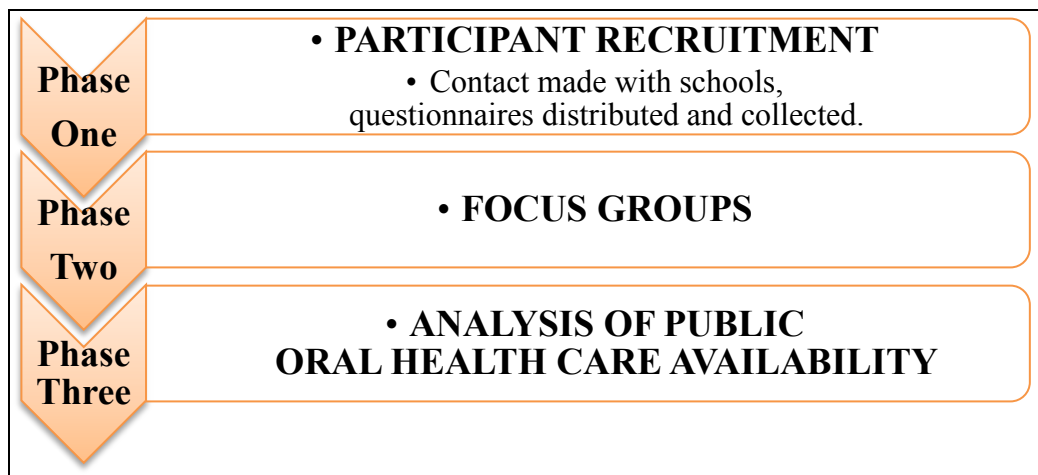 Phase
One
• PARTICIPANT RECRUITMENT
• Contact made with schools,
questionnaires distributed and collected.
Phase
Two
• FOCUS GROUPS
Phase
Three
• ANALYSIS OF PUBLIC
ORAL HEALTH CARE AVAILABILITY